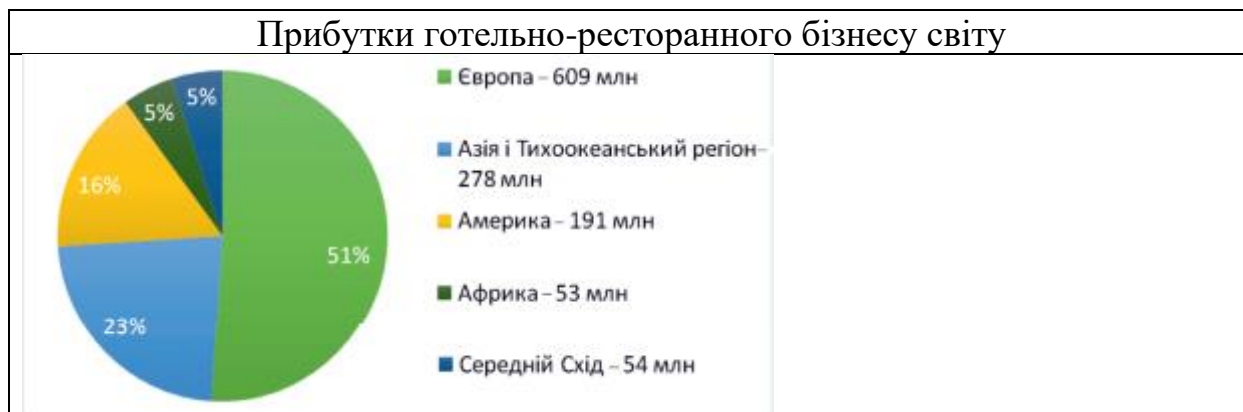 Прибутки готельно-ресторанного бізнесу світу
5%
5%
16%
51%
23%
Європа – 609 млн
Азія і Тихоокеанський регіон–
278 млн
Америка – 191 млн
Африка – 53 млн
Середній Схід – 54 млн